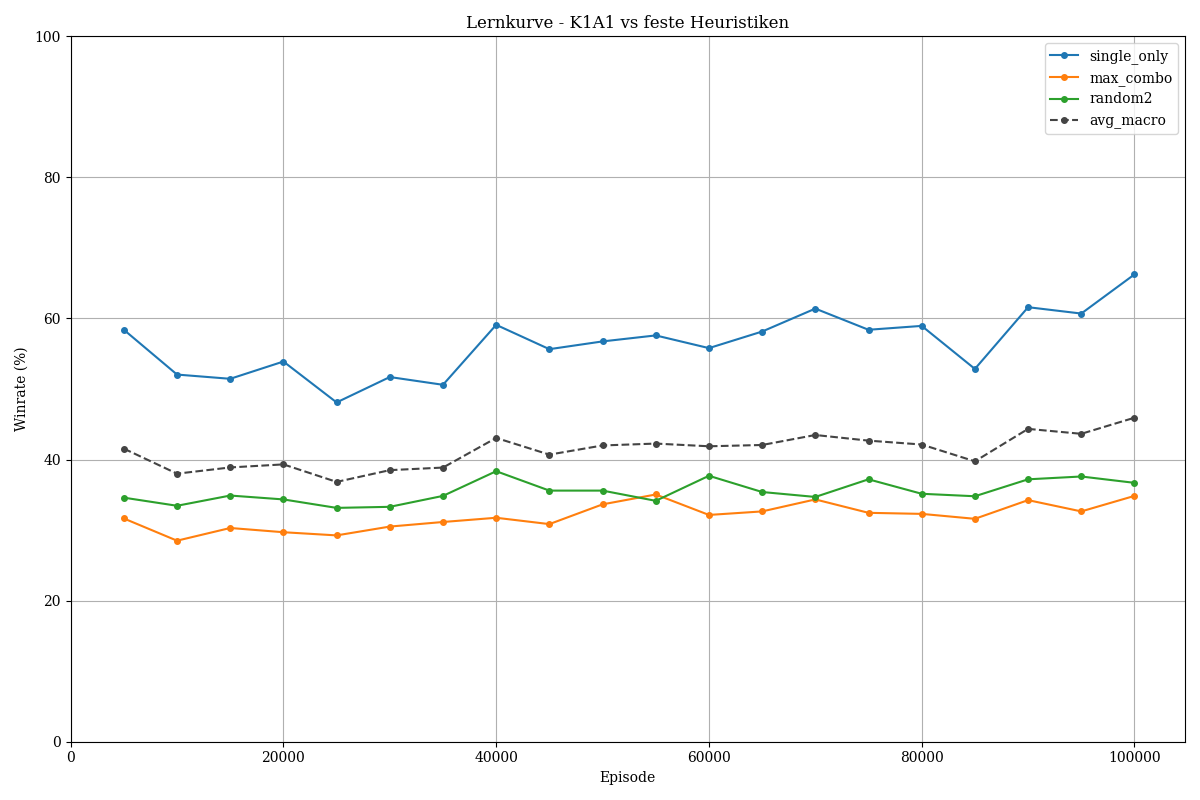 Lernkurve - K1A1 vs feste Heuristiken
100
80
60
40
20
0
Winrate (%)
single_only
max_combo
random2
avg_macro
0 20000 40000 60000 80000 100000
Episode